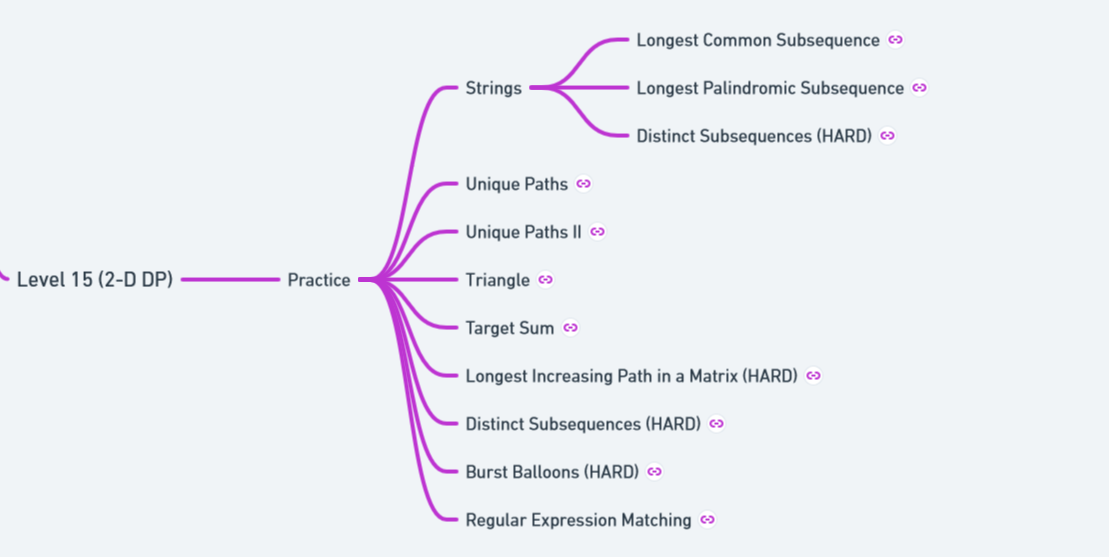 Longest Common Subsequence
Strings
Longest Palindromic Subsequence
Distinct Subsequences (HARD)
Unique Paths
Unique Paths II
Level 15 (2-D DP)
Practice
Triangle
Target Sum
Longest Increasing Path in a Matrix (HARD)
Distinct Subsequences (HARD)
Burst Balloons (HARD)
Regular Expression Matching